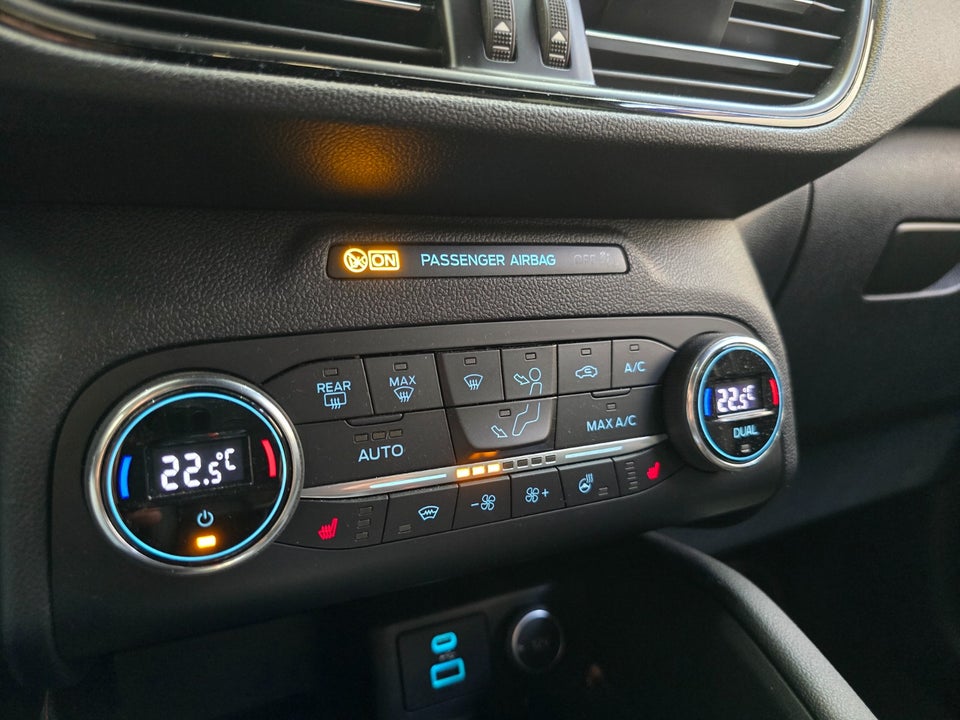 ON PASSENGER AIRBAG OFF
REAR
MAX
A/C
22.5°C
DUAL
AUTO
MAX A/C
22.5°C